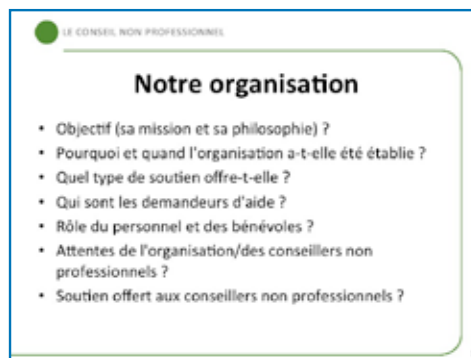 LE CONSEIL NON PROFESSIONNEL
Notre organisation
• Objectif (sa mission et sa philosophie) ?
• Pourquoi et quand l'organisation a-t-elle été établie ?
• Quel type de soutien offre-t-elle ?
• Qui sont les demandeurs d'aide ?
• Rôle du personnel et des bénévoles ?
• Attentes de l'organisation/des conseillers non
professionnels ?
• Soutien offert aux conseillers non professionnels ?